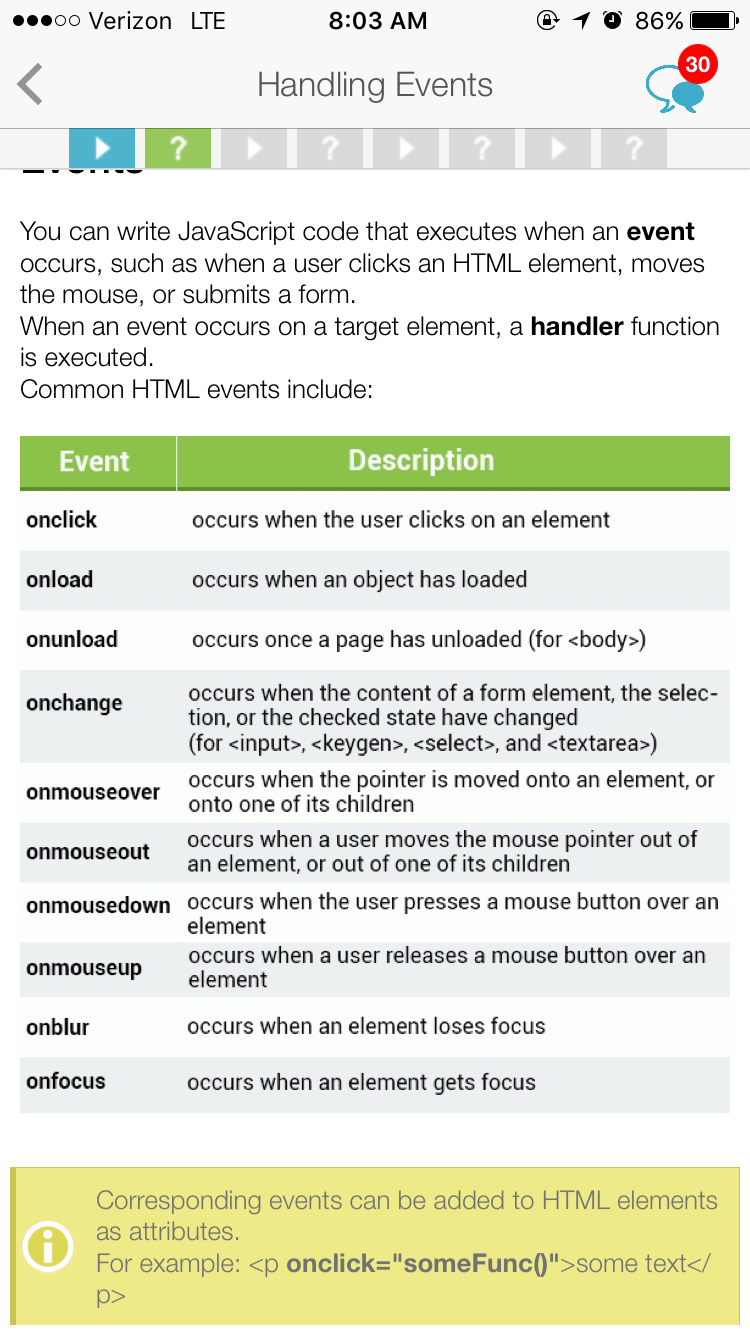 Verizon LTE 8:03 AM 86%
Handling Events 30
? ? ? ?
Events
You can write JavaScript code that executes when an event
occurs, such as when a user clicks an HTML element, moves
the mouse, or submits a form.
When an event occurs on a target element, a handler function
is executed.
Common HTML events include:
Event Description
onclick occurs when the user clicks on an element
onload occurs when an object has loaded
onunload occurs once a page has unloaded (for <body>)
onchange occurs when the content of a form element, the selec-
tion, or the checked state have changed
(for <input>, <keygen>, <select>, and <textarea>)
onmouseover occurs when the pointer is moved onto an element, or
onto one of its children
onmouseout occurs when a user moves the mouse pointer out of
an element, or out of one of its children
onmousedown occurs when the user presses a mouse button over an
element
onmouseup occurs when a user releases a mouse button over an
element
onblur occurs when an element loses focus
onfocus occurs when an element gets focus
Corresponding events can be added to HTML elements
as attributes.
For example: <p onclick="someFunc()">some text</
p>